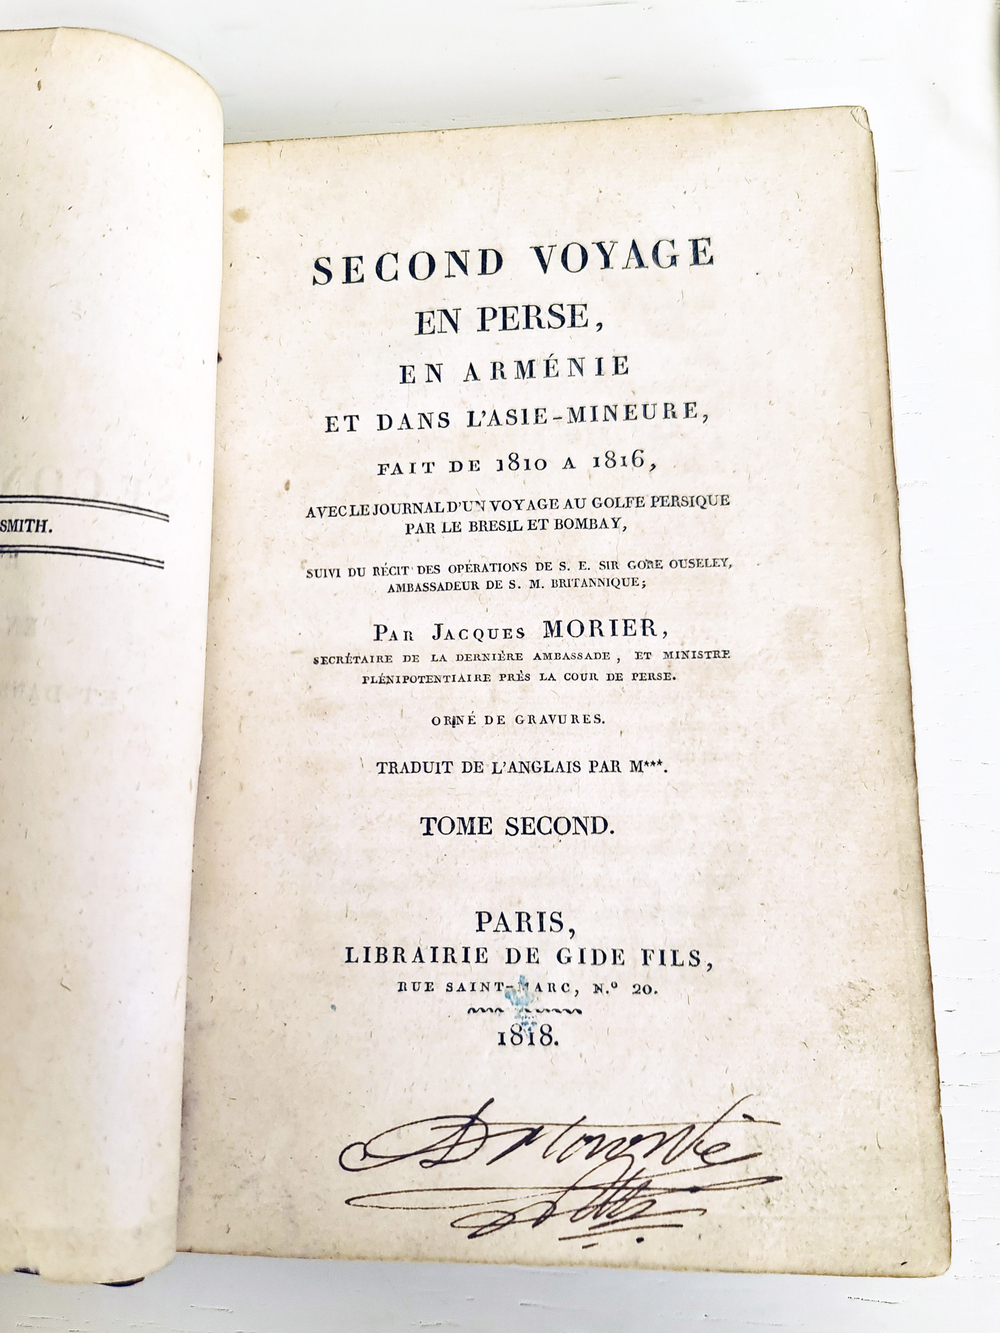 SMITH.
SECOND VOYAGE
EN PERSE,
EN ARMÉNIE
ET DANS L'ASIE-MINEURE,
FAIT DE 1810 A 1816,
AVEC LE JOURNAL D'UN VOYAGE AU GOLFE PERSIQUE
PAR LE BRESIL ET BOMBAY,
SUIVI DU RÉCIT DES OPÉRATIONS DE S. E. SIR GORE OUSELEY,
AMBASSADEUR DE S. M. BRITANNIQUE;
PAR JACQUES MORIER,
SECRÉTAIRE DE LA DERNIÈRE AMBASSADE, ET MINISTRE
PLÉNIPOTENTIAIRE PRÈS LA COUR DE PERSE.
ORNÉ DE GRAVURES.
TRADUIT DE L'ANGLAIS PAR M***.
TOME SECOND.
PARIS,
LIBRAIRIE DE GIDE FILS,
RUE SAINT-MARC, N.º 20.
1818.